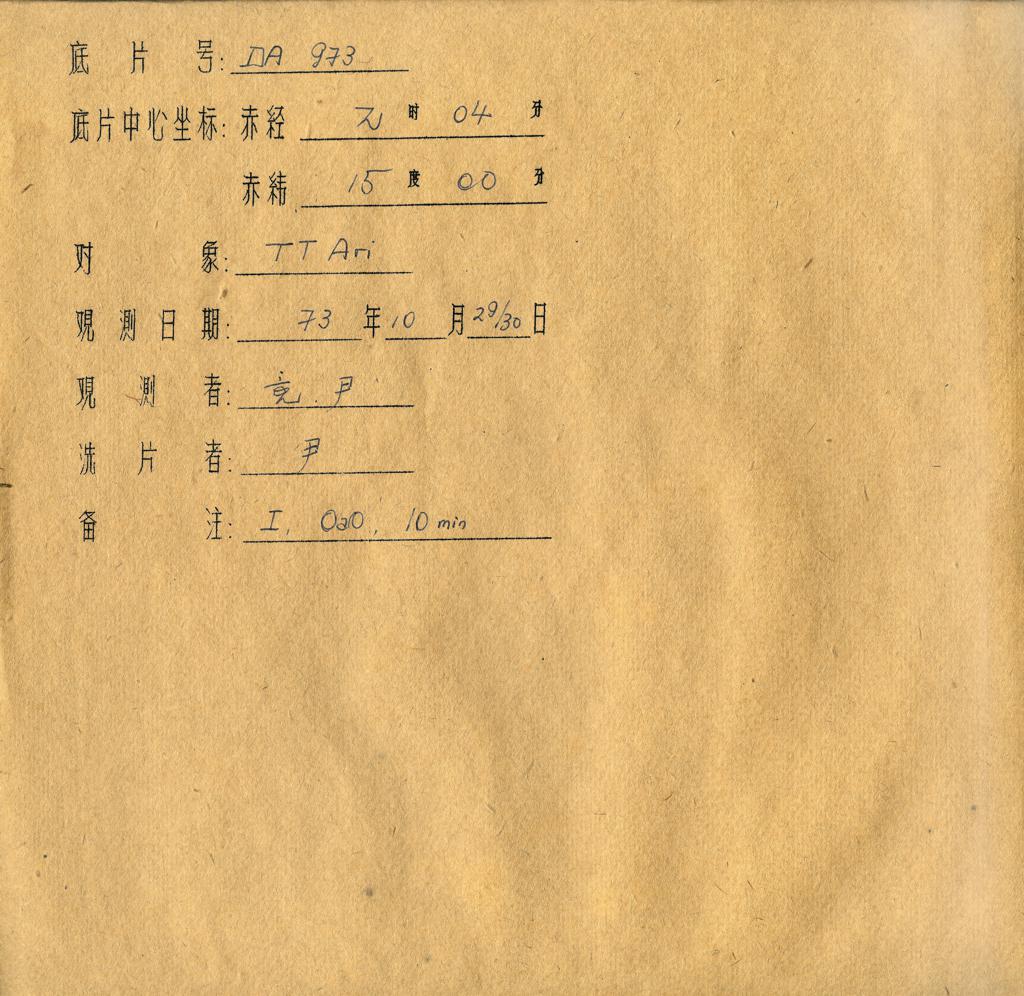 底片号: DA 973
底片中心坐标: 赤经 2 时 04 分
赤纬 15 度 00 分
对象: TT Ari
观测日期: 73 年 10 月 29/30 日
观测者: 竟. 尹
洗片者: 尹
备注: I, OaO, 10 min